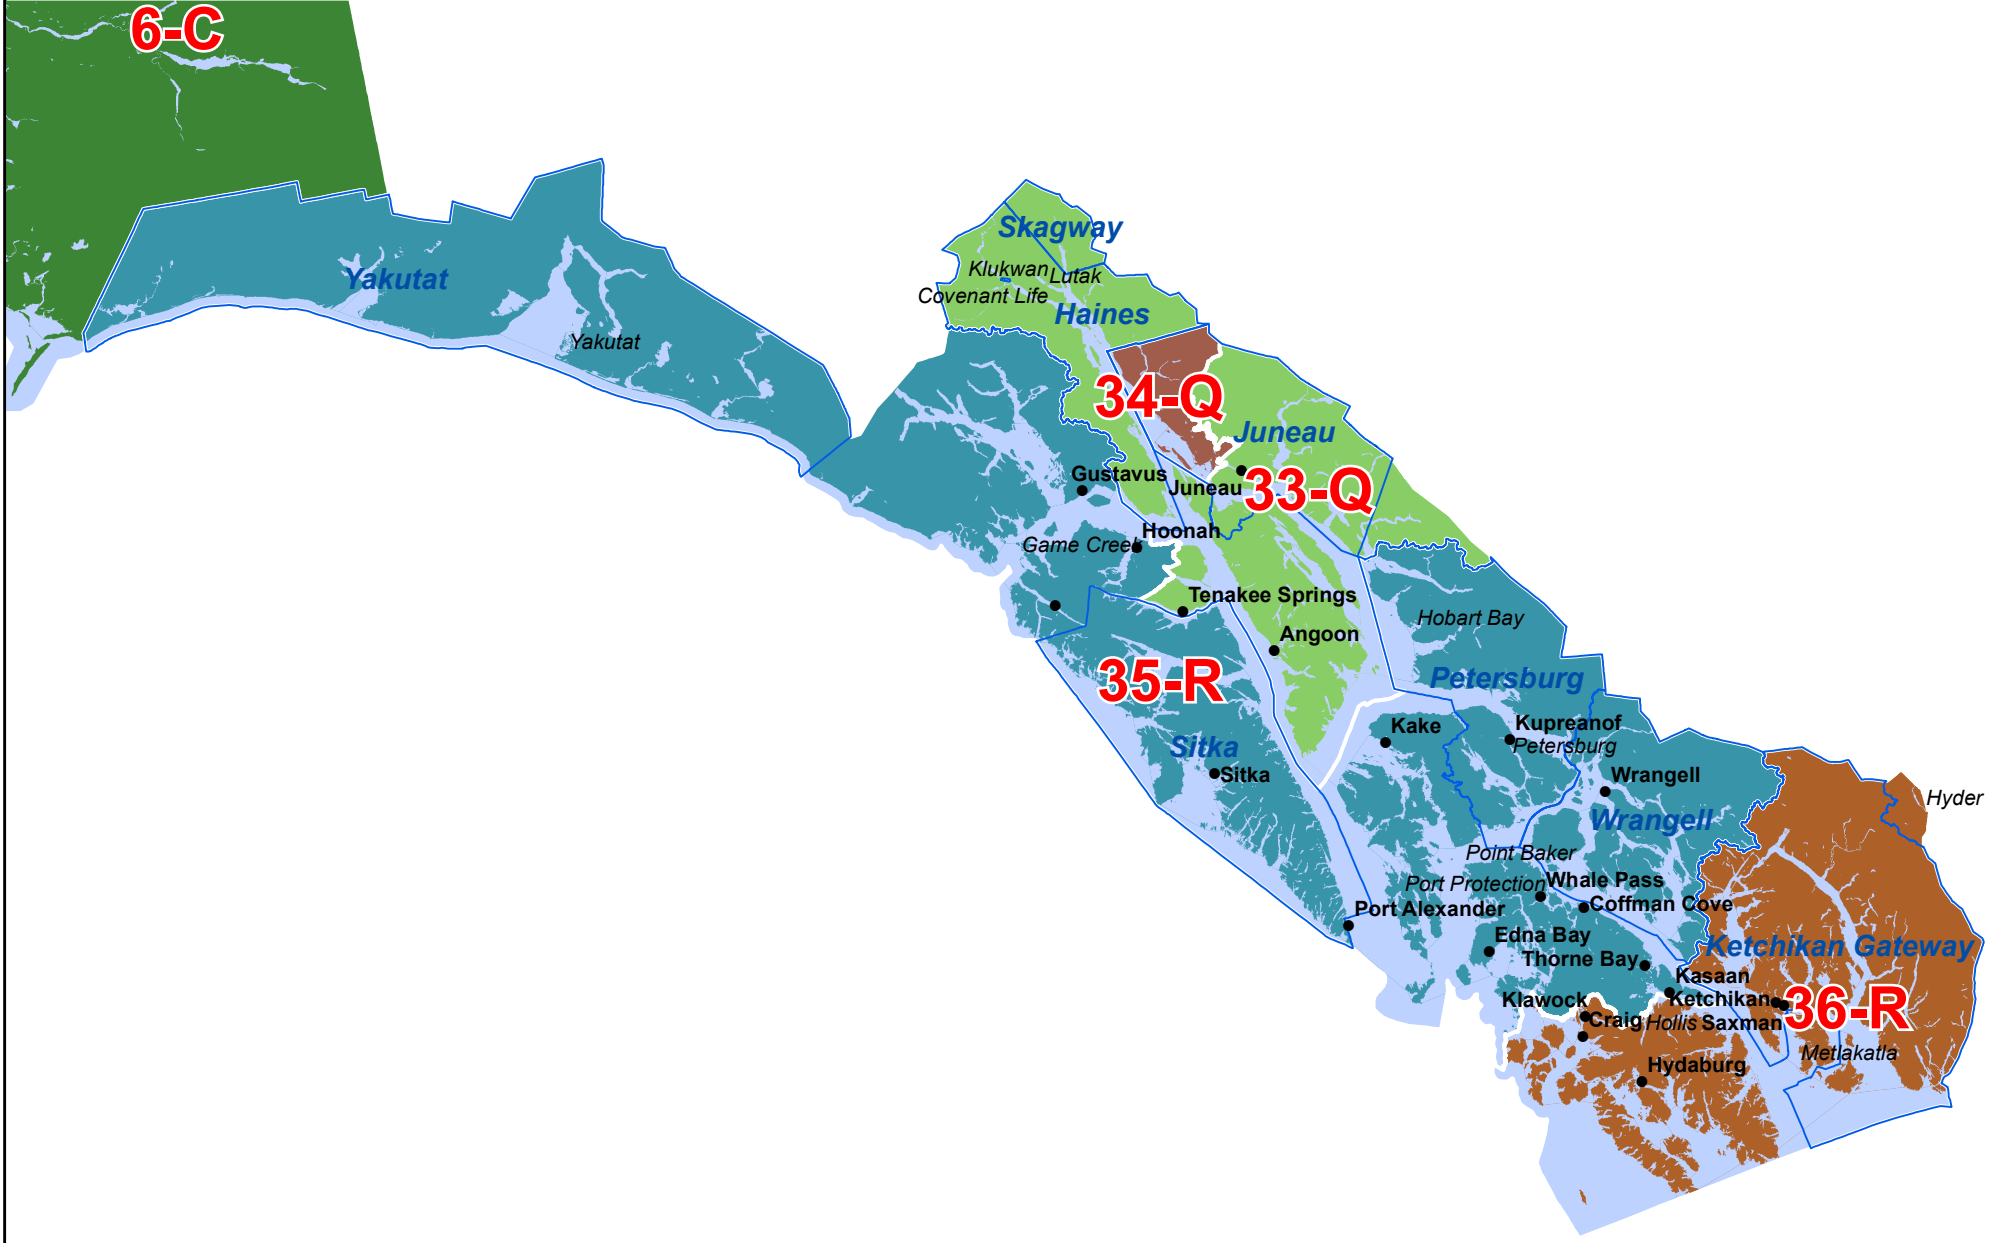 6-C
Skagway
Klukwan
Lutak
Yakutat
Covenant Life
Haines
Yakutat
34-Q
Juneau
Gustavus
Juneau
33-Q
Hoonah
Game Creek
Tenakee Springs
Hobart Bay
Angoon
35-R
Petersburg
Kake
Kupreanof
Petersburg
Sitka
Sitka
Wrangell
Hyder
Wrangell
Point Baker
Port Protection
Whale Pass
Coffman Cove
Port Alexander
Edna Bay
Ketchikan Gateway
Thorne Bay
Kasaan
Klawock
Ketchikan
36-R
Craig
Hollis
Saxman
Metlakatla
Hydaburg